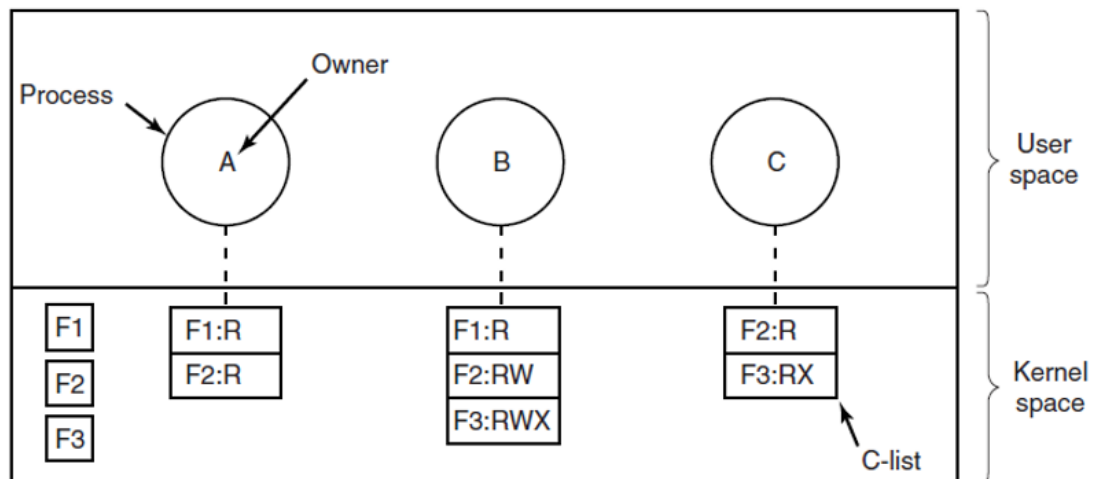 Owner
Process
A
B
C
User
space
F1
F2
F3
F1:R
F2:R
F1:R
F2:RW
F3:RWX
F2:R
F3:RX
C-list
Kernel
space